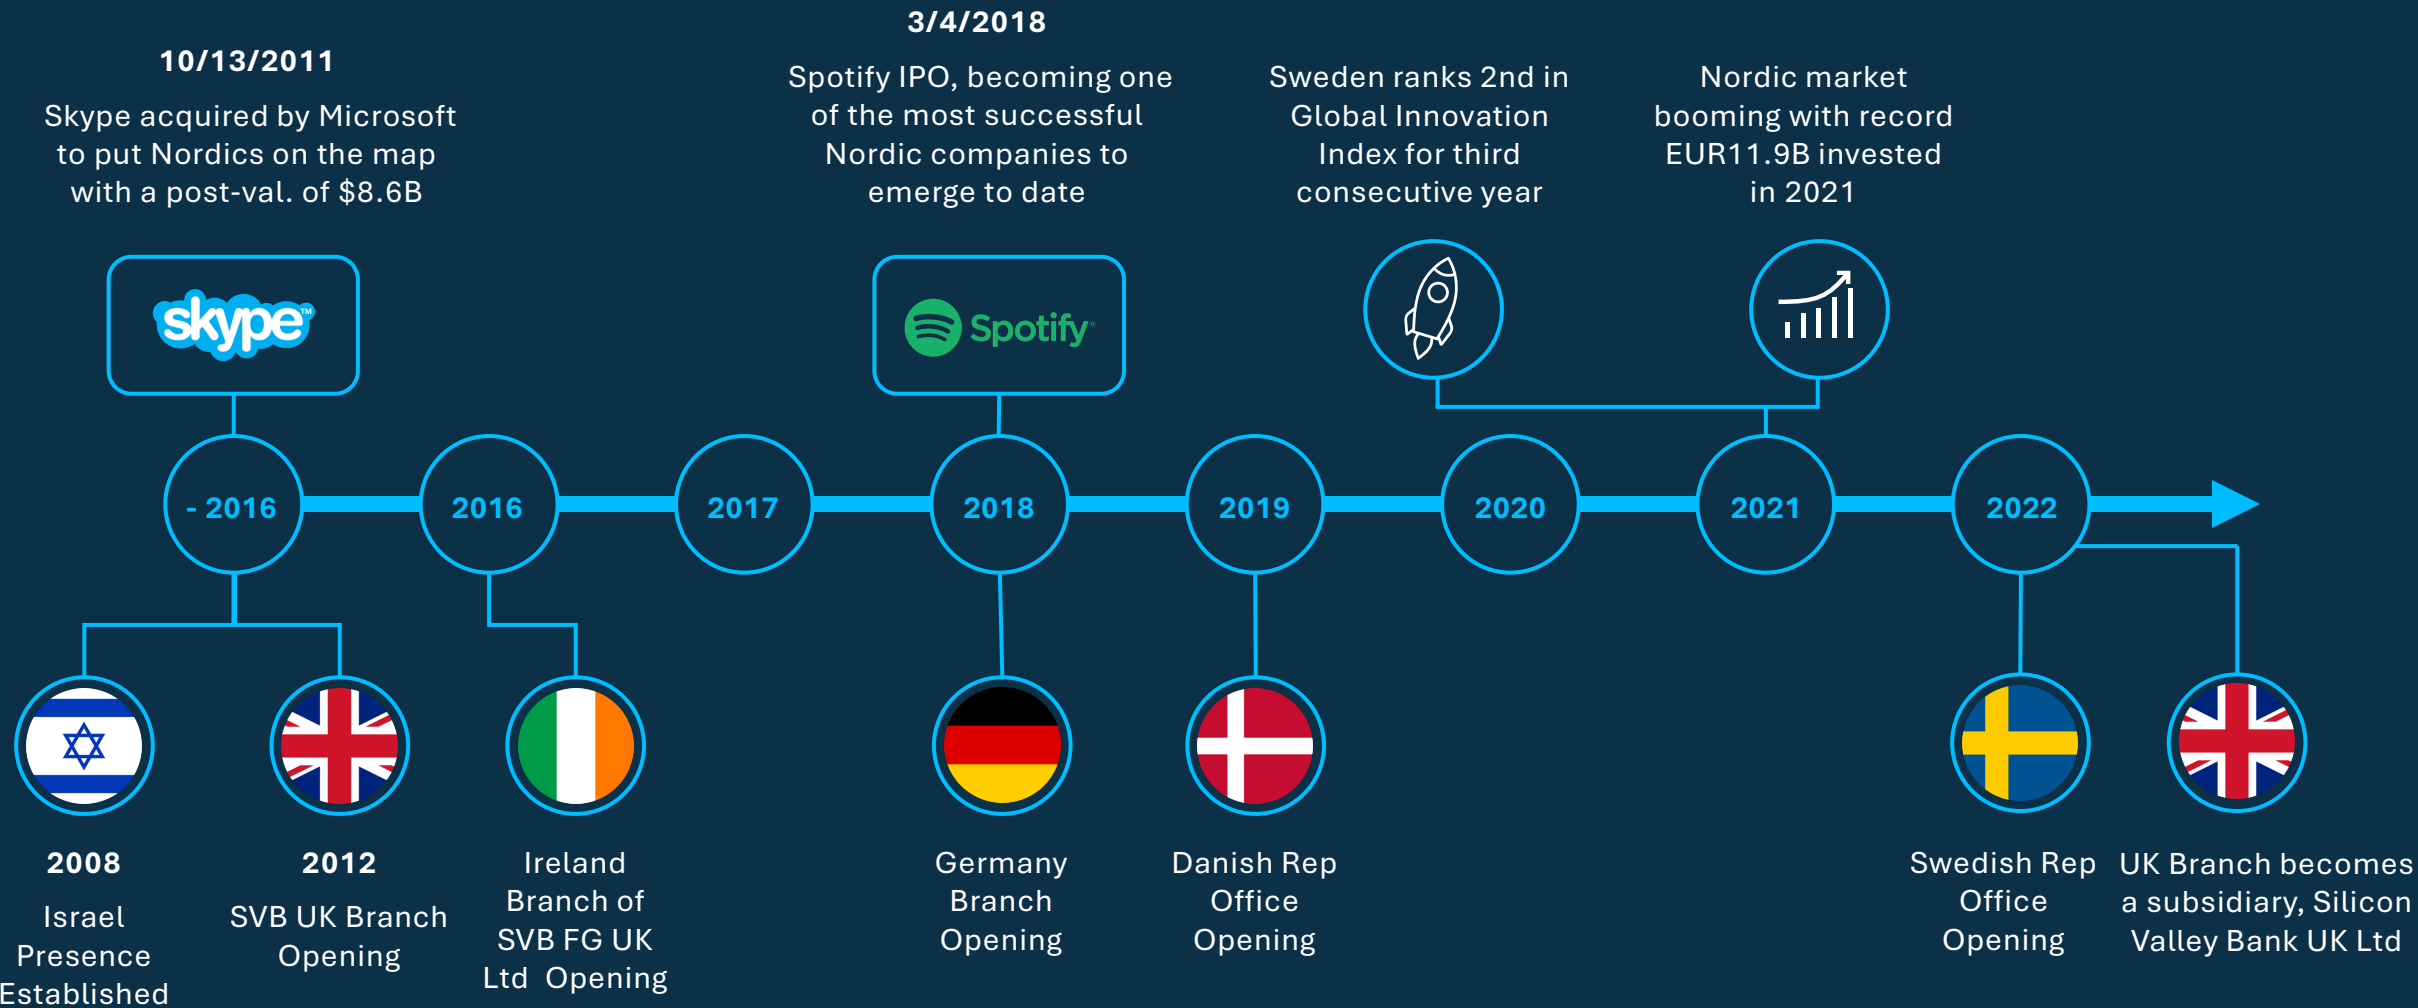 10/13/2011
Skype acquired by Microsoft
to put Nordics on the map
with a post-val. of $8.6B
3/4/2018
Spotify IPO, becoming one
of the most successful
Nordic companies to
emerge to date
Sweden ranks 2nd in
Global Innovation
Index for third
consecutive year
Nordic market
booming with record
EUR11.9B invested
in 2021
skype™
Spotify®
- 2016
2016
2017
2018
2019
2020
2021
2022
2008
Israel
Presence
Established
2012
SVB UK Branch
Opening
Ireland
Branch of
SVB FG UK
Ltd Opening
Germany
Branch
Opening
Danish Rep
Office
Opening
Swedish Rep
Office
Opening
UK Branch becomes
a subsidiary, Silicon
Valley Bank UK Ltd